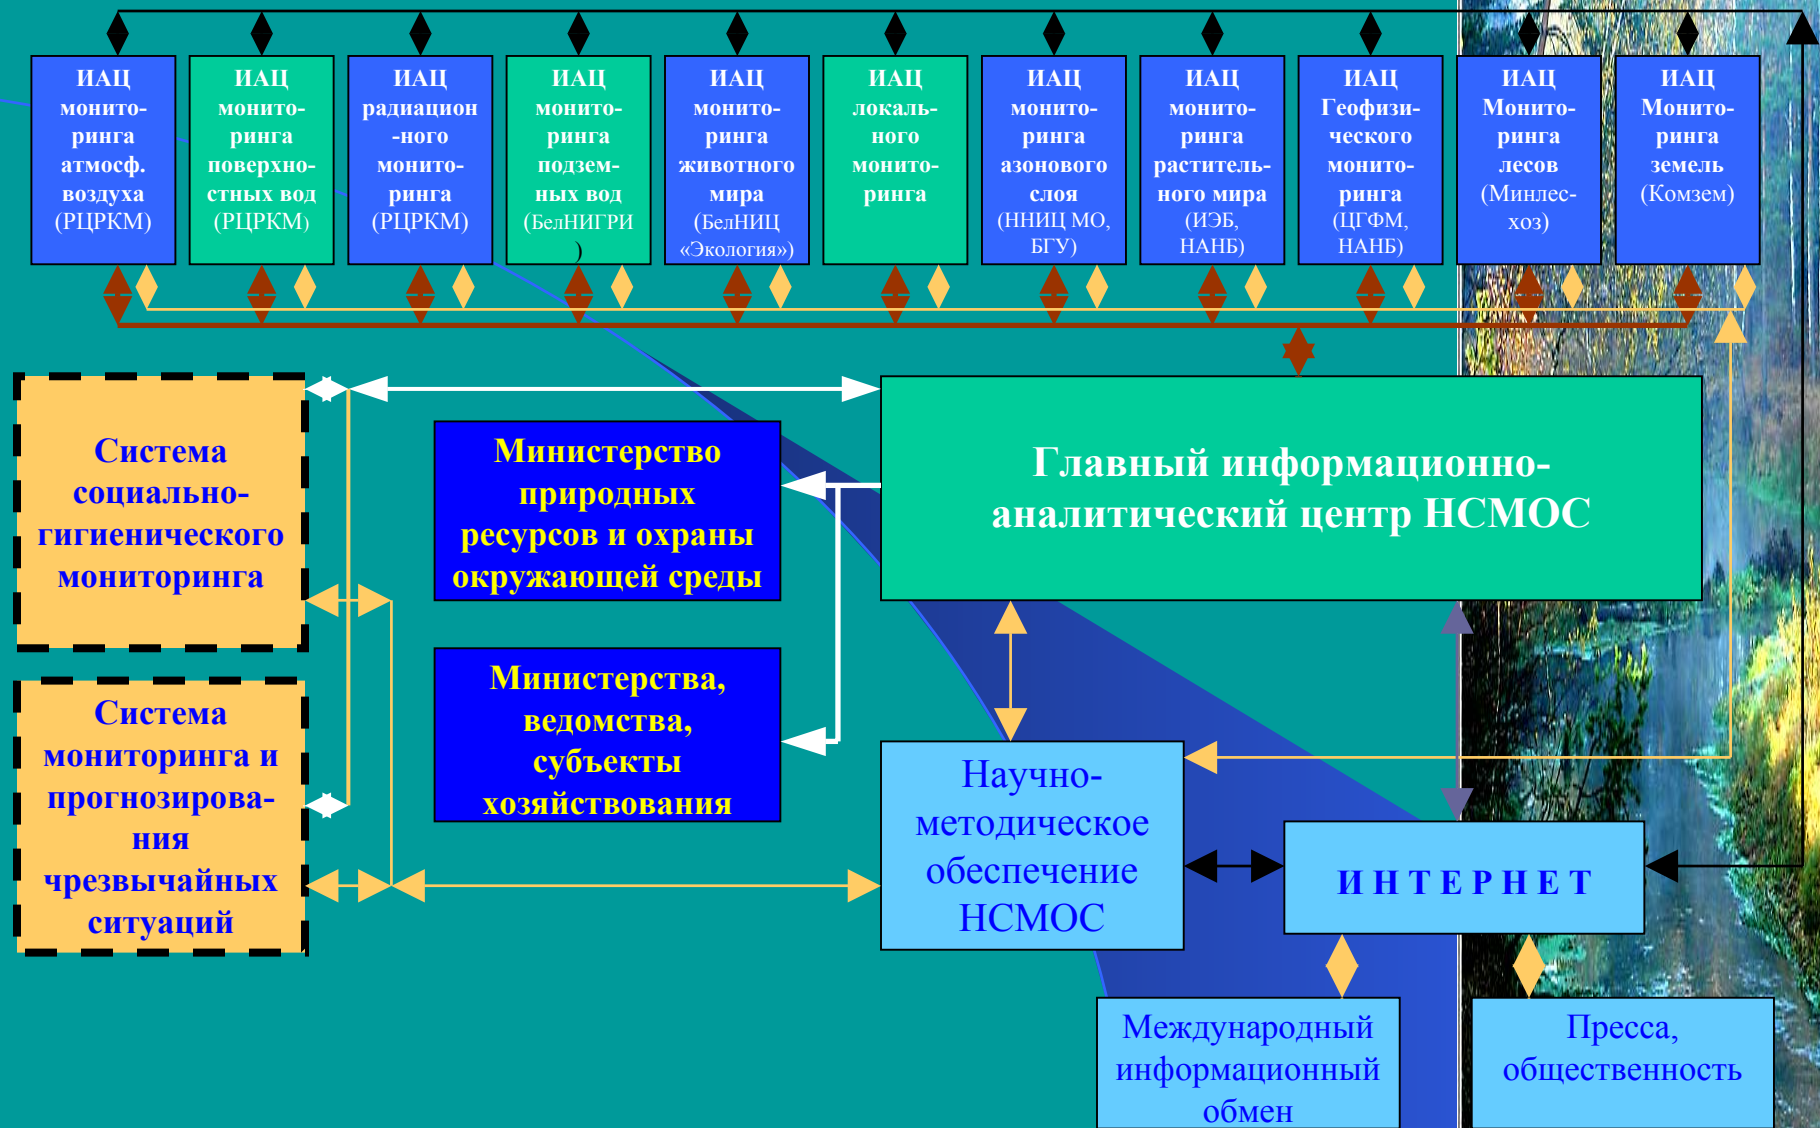 ИАЦ
монито-
ринга
атмосф.
воздуха
(РЦРКМ)
ИАЦ
монито-
ринга
поверхно-
стных вод
(РЦРКМ)
ИАЦ
радиацион
-ного
монито-
ринга
(РЦРКМ)
ИАЦ
монито-
ринга
подзем-
ных вод
(БелНИГРИ
)
ИАЦ
монито-
ринга
животного
мира
(БелНИЦ
«Экология»)
ИАЦ
локаль-
ного
монито-
ринга
ИАЦ
монито-
ринга
азонового
слоя
(ННИЦ МО,
БГУ)
ИАЦ
монито-
ринга
раститель-
ного мира
(ИЭБ,
НАНБ)
ИАЦ
Геофизи-
ческого
монито-
ринга
(ЦГФМ,
НАНБ)
ИАЦ
Монито-
ринга
лесов
(Минлес-
хоз)
ИАЦ
Монито-
ринга
земель
(Комзем)
Система
социально-
гигиенического
мониторинга
Министерство
природных
ресурсов и охраны
окружающей среды
Главный информационно-
аналитический центр НСМОС
Система
мониторинга и
прогнозирова-
ния
чрезвычайных
ситуаций
Министерства,
ведомства,
субъекты
хозяйствования
Научно-
методическое
обеспечение
НСМОС
И Н Т Е Р Н Е Т
Международный
информационный
обмен
Пресса,
общественность